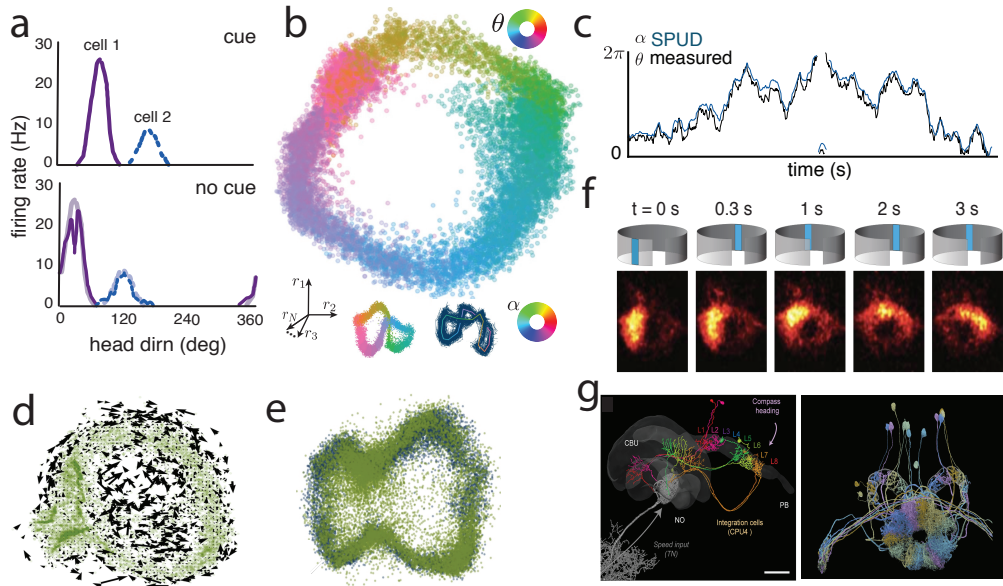 a
30
20
10
0
firing rate (Hz)
cell 1
cue
cell 2
30
20
10
0
no cue
0
120
240
360
head dirn (deg)
b
θ
r1
r2
rN
r3
α
c
α SPUD
θ measured
2π
0
time (s)
f
t = 0 s
0.3 s
1 s
2 s
3 s
d
e
g
CBU
L1
L2
L3
L4
L5
L6
L7
L8
Compass
heading
PB
NO
Integration cells
(CPU4 )
Speed input
(TN)